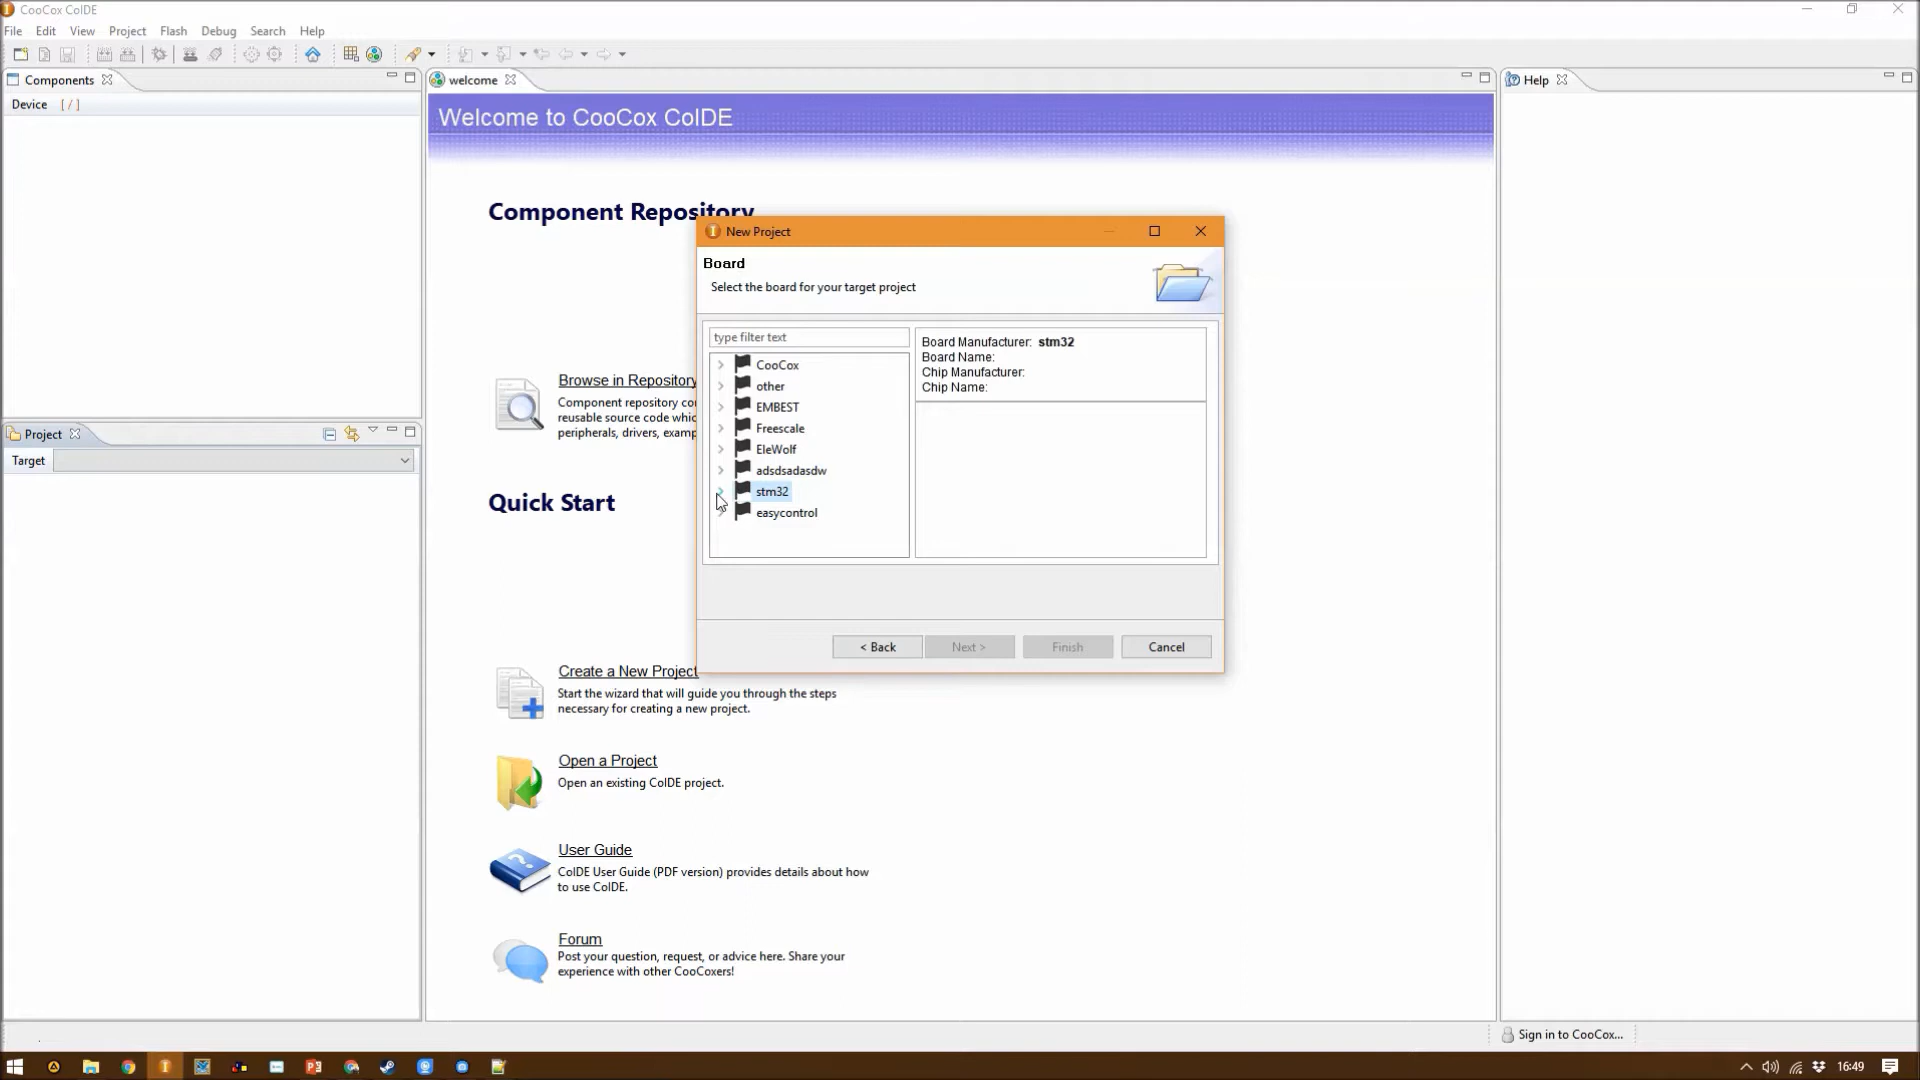 CooCox CoIDE
File Edit View Project Flash Debug Search Help
Components
Device [ / ]
welcome
Help
Welcome to CooCox CoIDE
Component Repository
Browse in Repository
Component repository co
reusable source code whic
peripherals, drivers, examp
Project
Target
Quick Start
Create a New Project
Start the wizard that will guide you through the steps
necessary for creating a new project.
Open a Project
Open an existing CoIDE project.
User Guide
CoIDE User Guide (PDF version) provides details about how
to use CoIDE.
Forum
Post your question, request, or advice here. Share your
experience with other CooCoxers!
New Project
Board
Select the board for your target project
type filter text
CooCox
other
EMBEST
Freescale
EleWolf
adsdsadasdw
stm32
easycontrol
Board Manufacturer: stm32
Board Name:
Chip Manufacturer:
Chip Name:
< Back
Next >
Finish
Cancel
Sign in to CooCox...
16:49